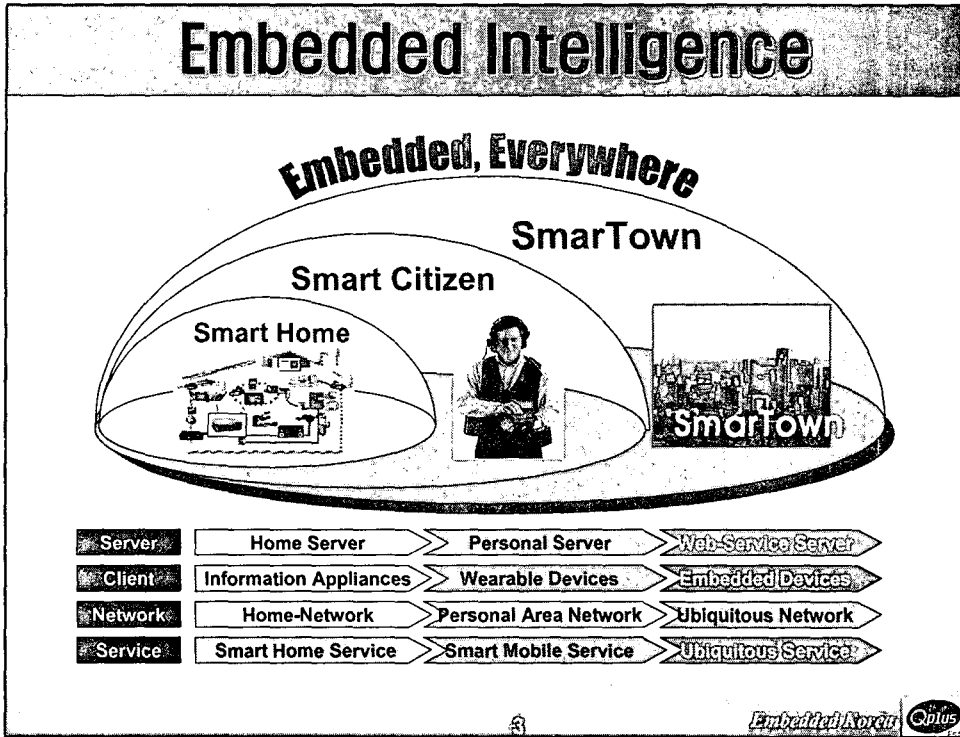 Embedded Intelligence
Embedded, Everywhere
SmarTown
Smart Citizen
Smart Home
SmarTown
Server Home Server Personal Server Web-Service Server
Client Information Appliances Wearable Devices Embedded Devices
Network Home-Network Personal Area Network Ubiquitous Network
Service Smart Home Service Smart Mobile Service Ubiquitous Service
3
Embedded Korea
Qplus